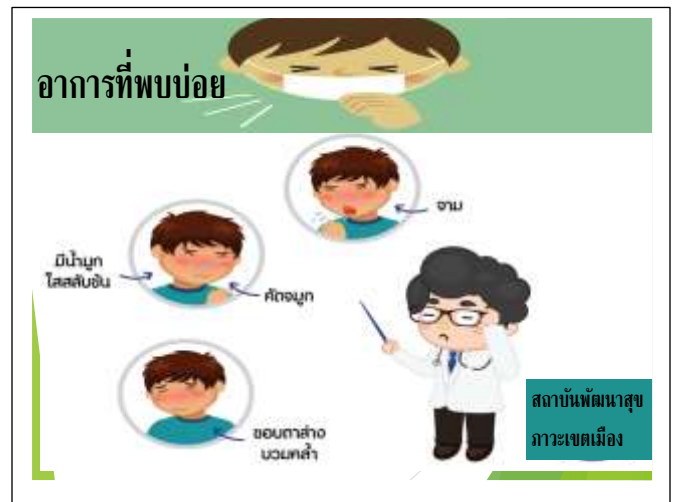 อาการที่พบบ่อย
จาม
มีน้ำมูก
ใสสลับข้น
คัดจมูก
ขอบตาล่าง
บวมคล้ำ
สถาบันพัฒนาสุข
ภาวะเขตเมือง